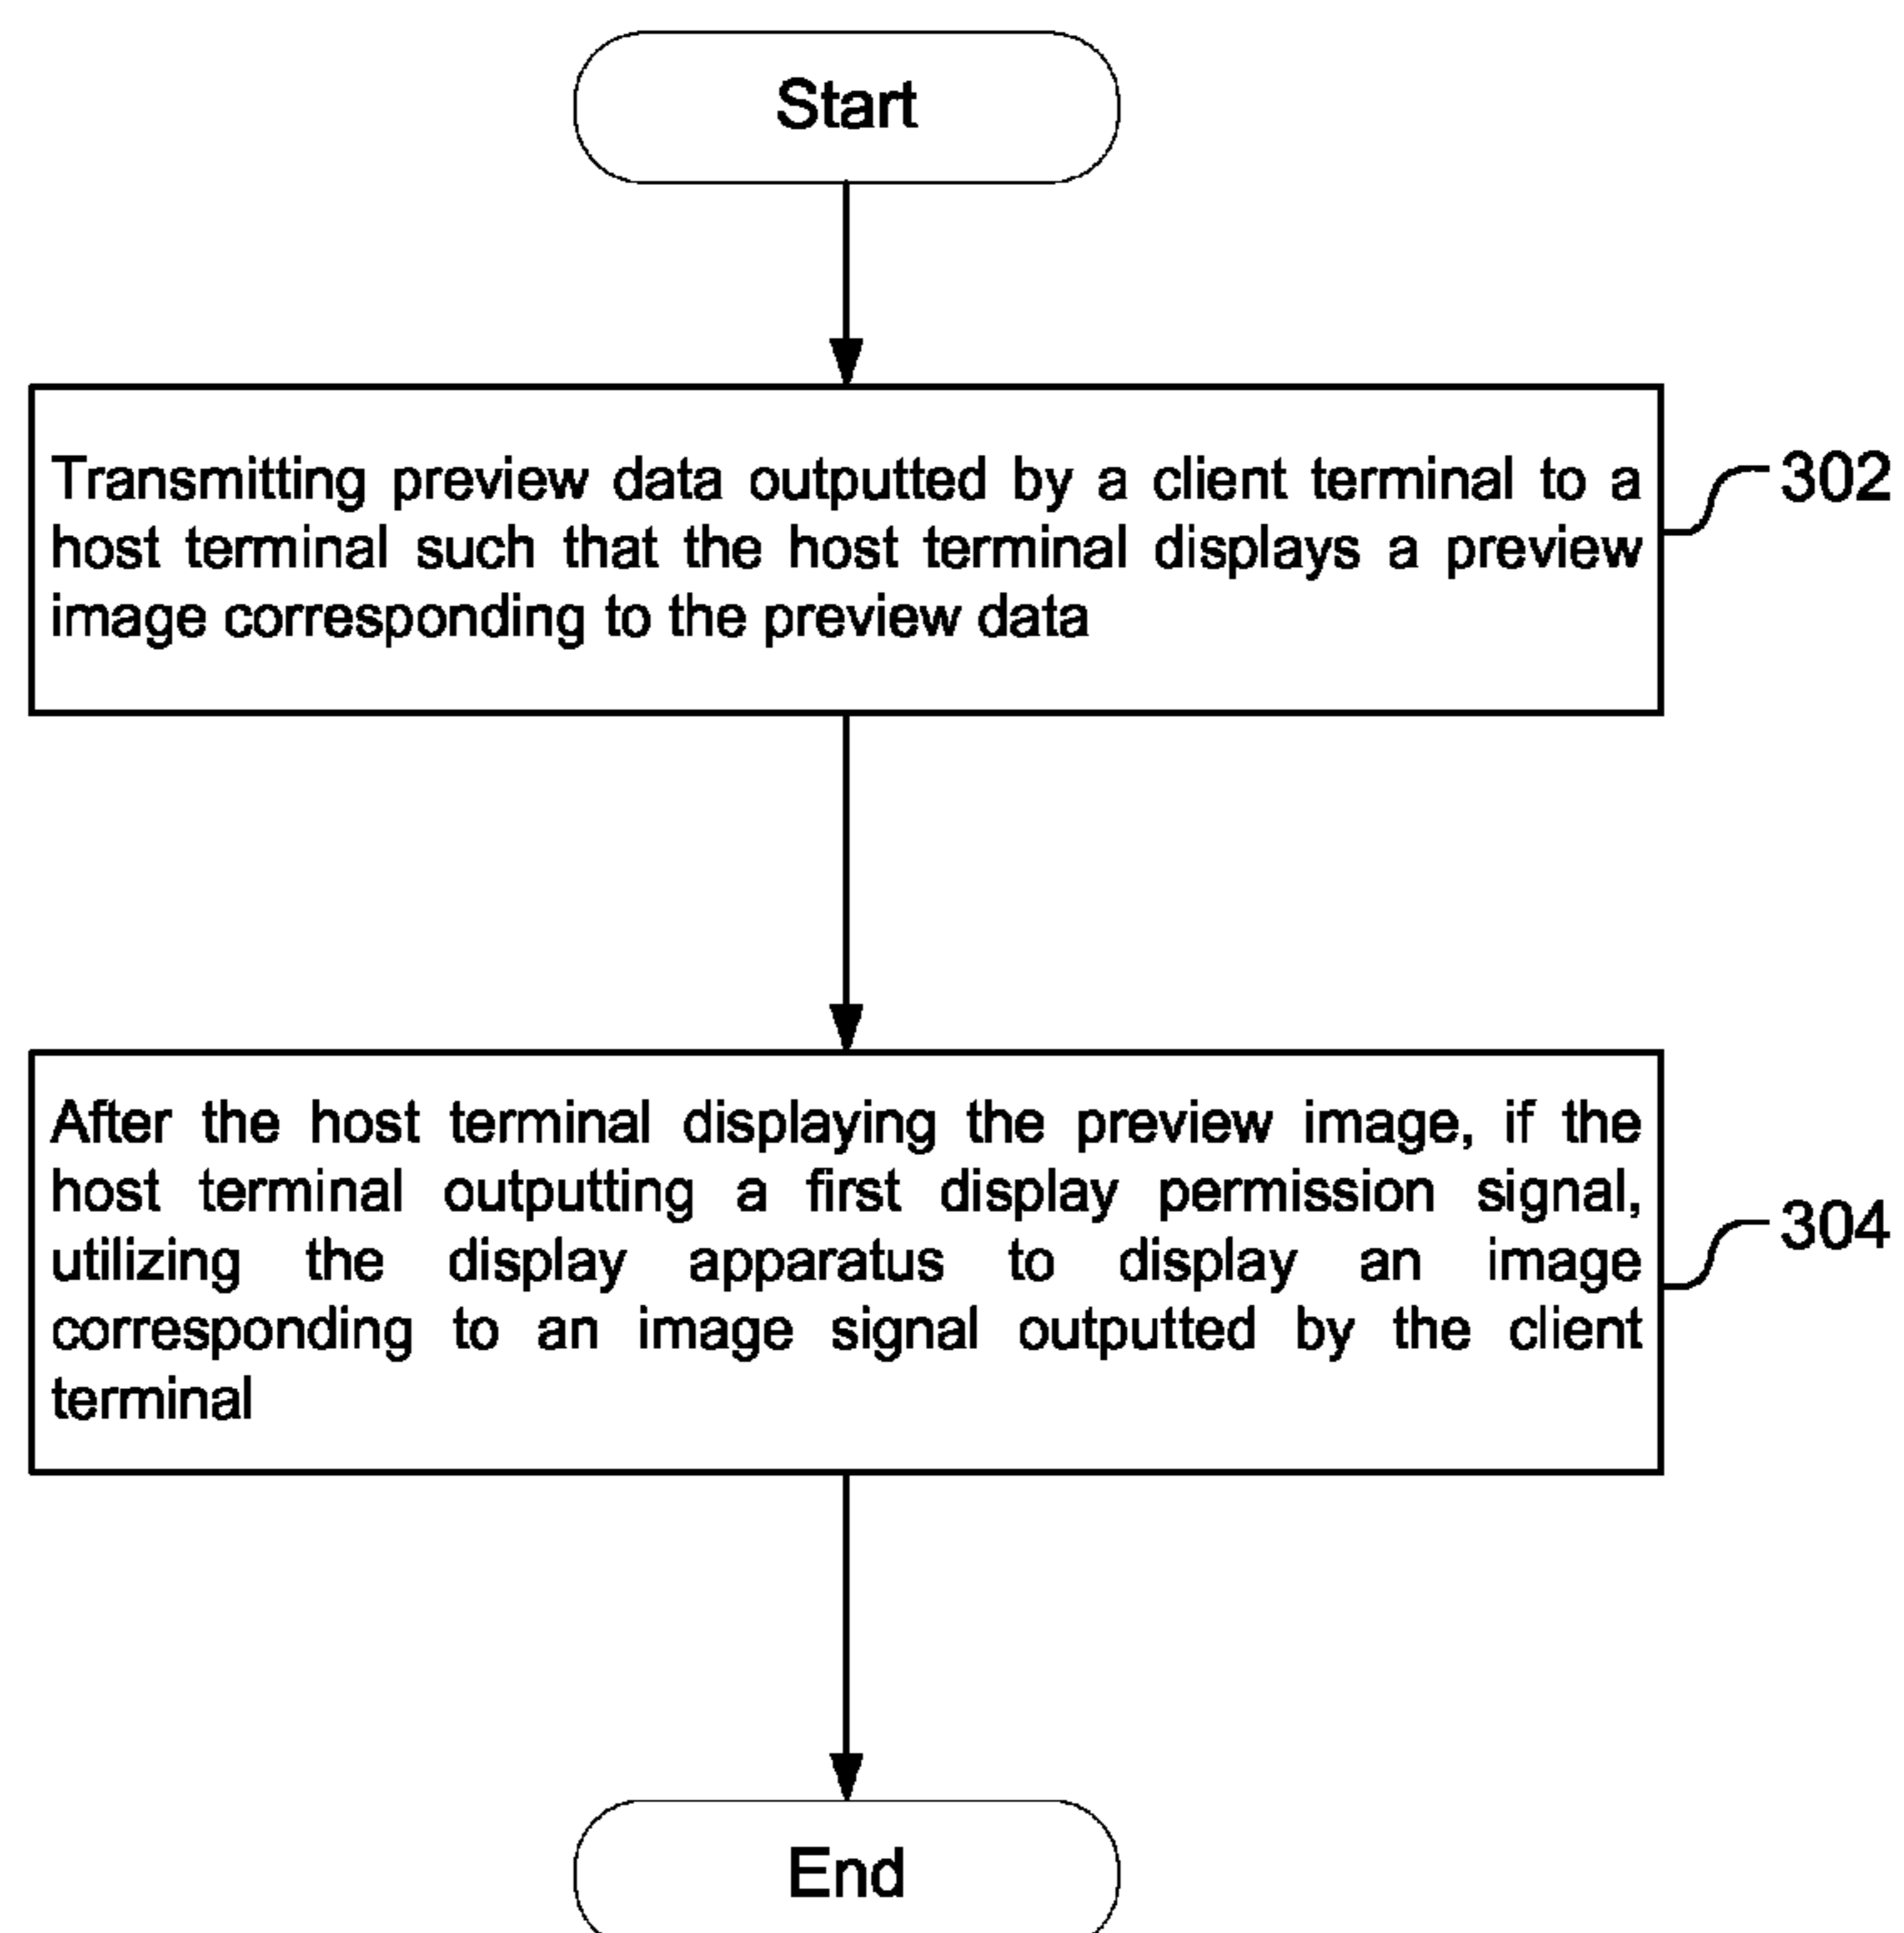 Start
Transmitting preview data outputted by a client terminal to a
host terminal such that the host terminal displays a preview
image corresponding to the preview data
302
After the host terminal displaying the preview image, if the
host terminal outputting a first display permission signal,
utilizing the display apparatus to display an image
corresponding to an image signal outputted by the client
terminal
304
End